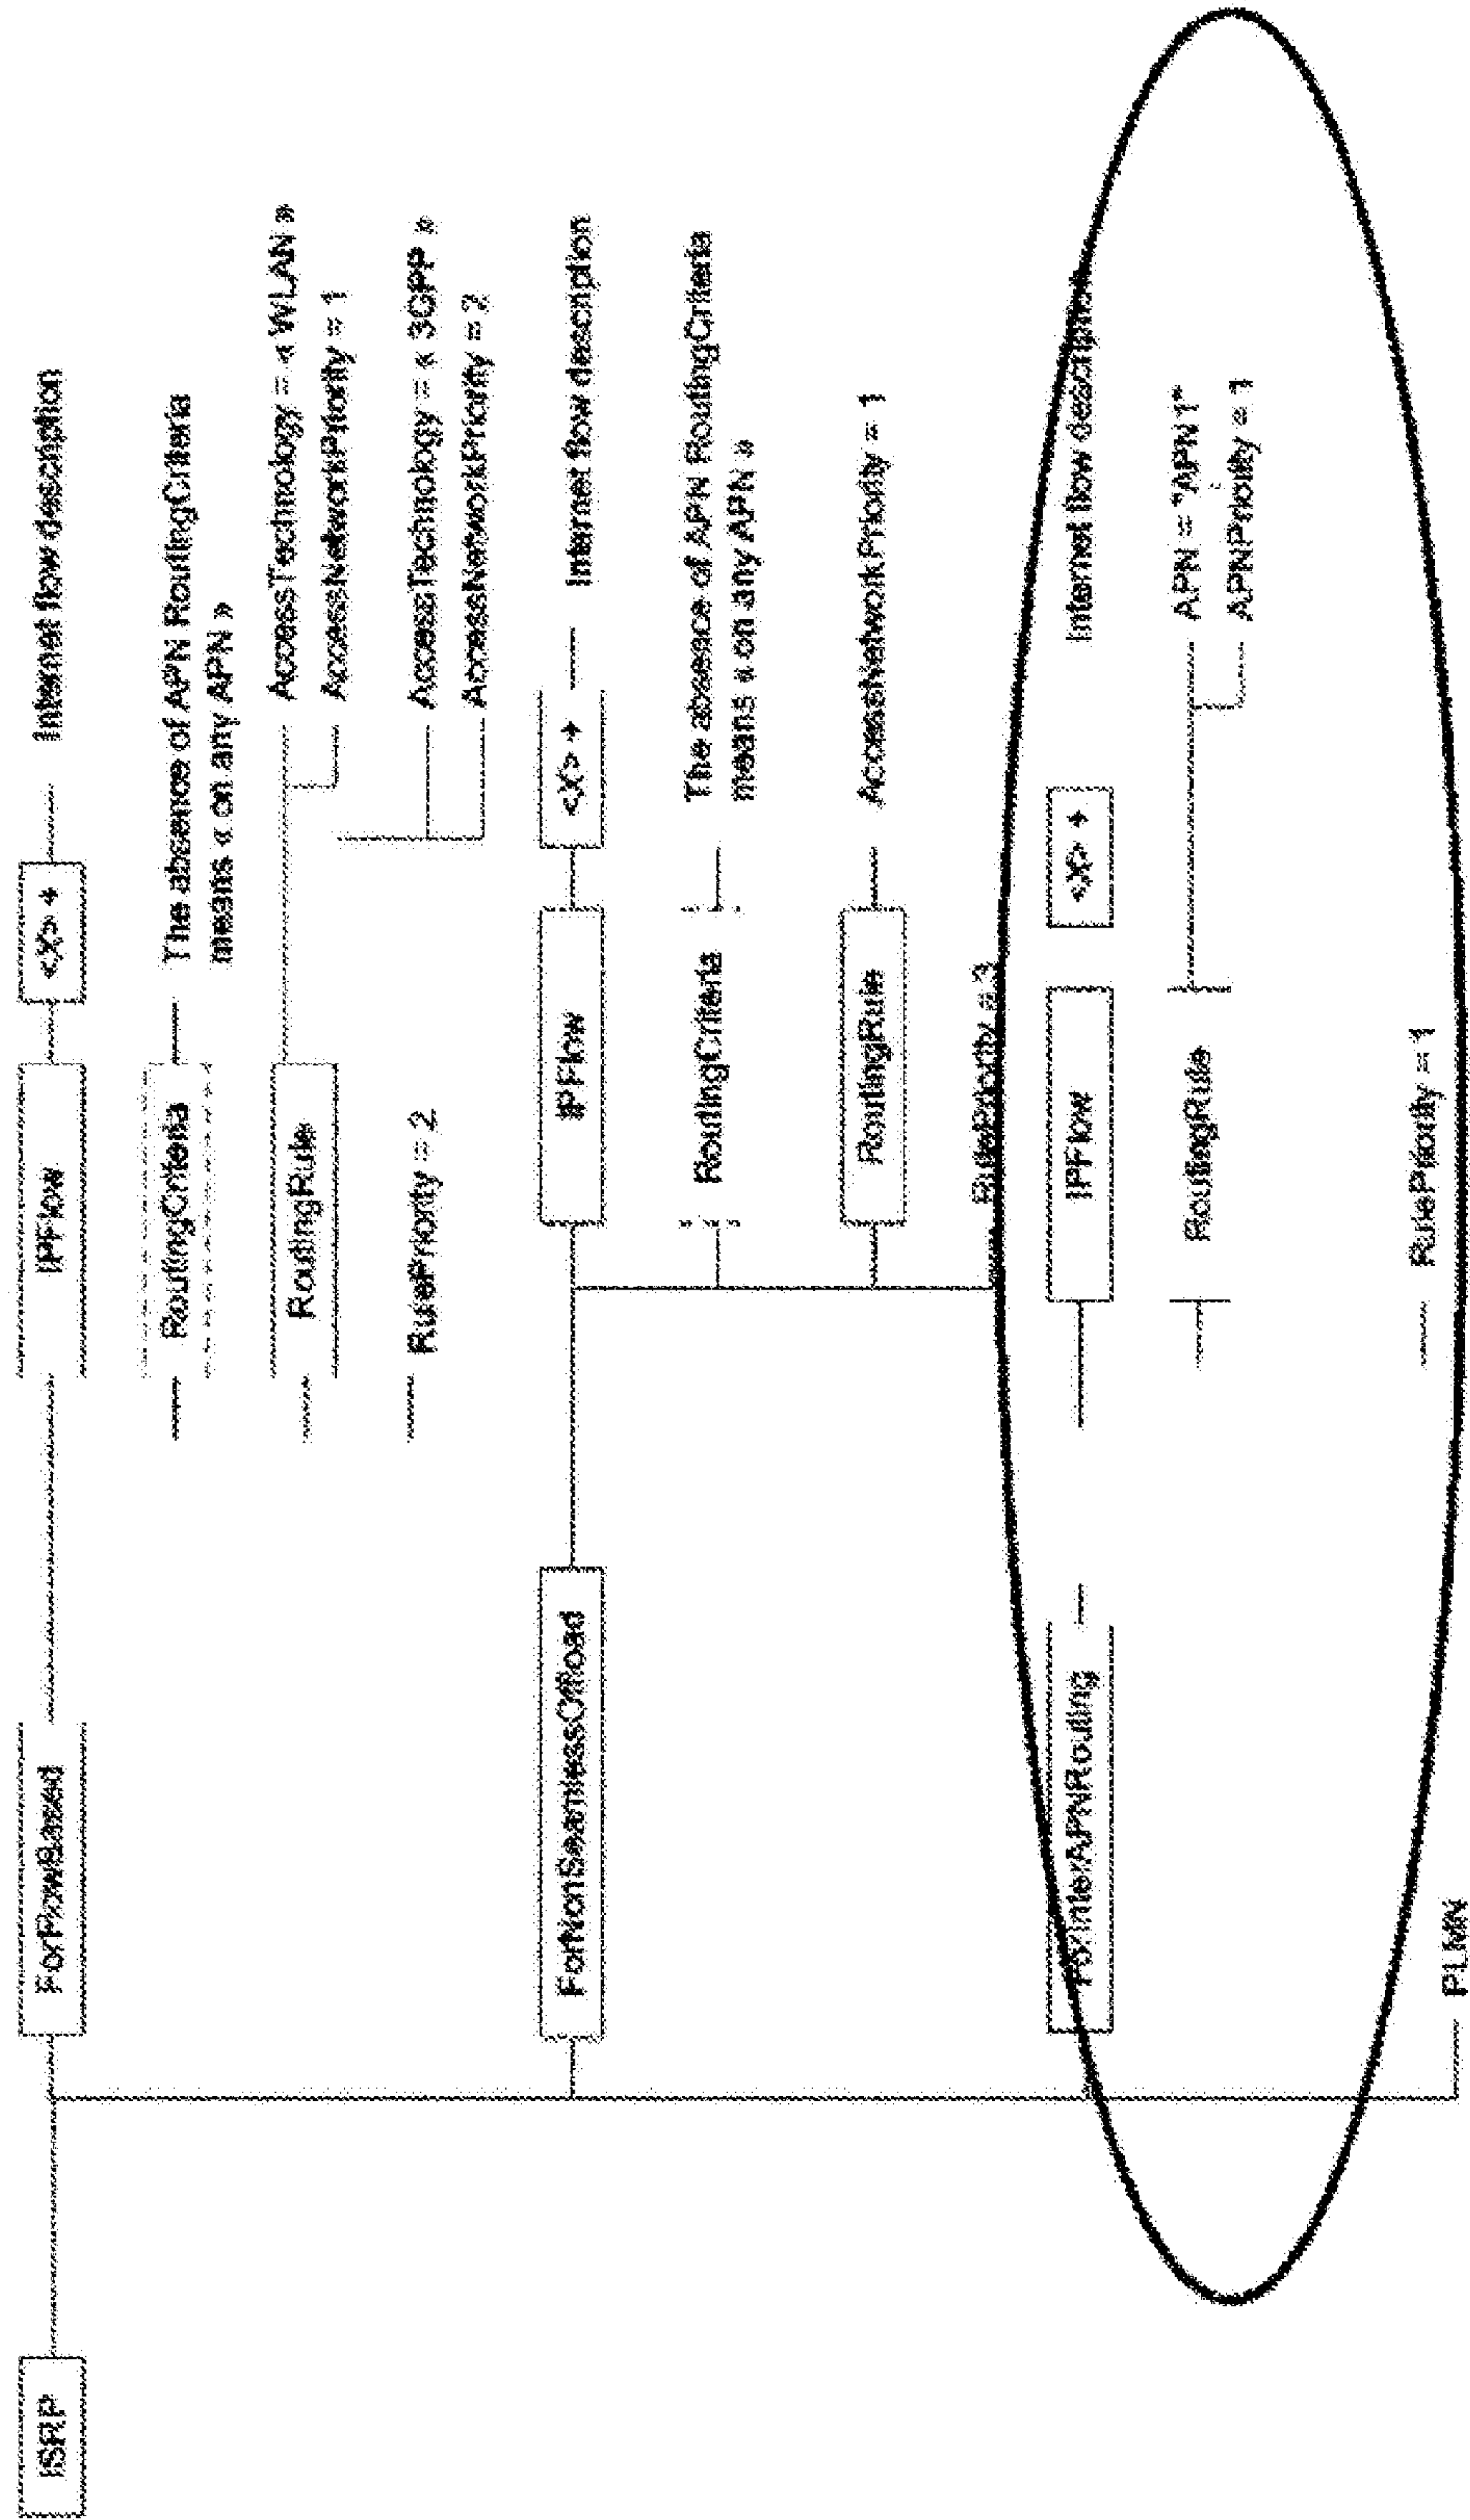 ISRP
ForFlowBased
IPFlow
<X> +
Internet flow description
RoutingCriteria
The absence of APN RoutingCriteria
means « on any APN »
RoutingRule
AccessTechnology = « WLAN »
AccessNetworkPriority = 1
AccessTechnology = « 3GPP »
AccessNetworkPriority = 2
RulePriority = 2
ForNonSeamlessOffload
IPFlow
<X> +
Internet flow description
RoutingCriteria
The absence of APN RoutingCriteria
means « on any APN »
RoutingRule
AccessNetworkPriority = 1
RulePriority = 3
ForInterAPNRouting
IPFlow
<X> +
Internet flow description
RoutingRule
APN = "APN1"
APNPriority = 1
RulePriority = 1
PLMN